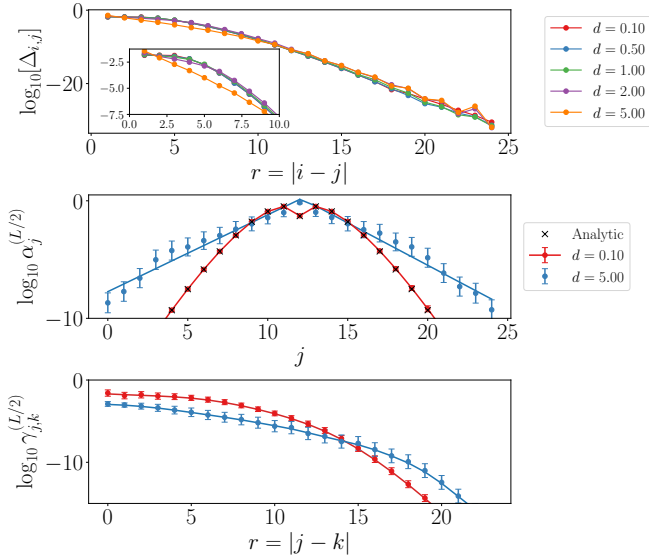 log₁₀[Δᵢ,ⱼ]
0
−20
0
5
10
15
20
25
r = |i − j|
−2.5
−5.0
−7.5
0.0
2.5
5.0
7.5
10.0
d = 0.10
d = 0.50
d = 1.00
d = 2.00
d = 5.00
log₁₀ αⱼ^(L/2)
0
−5
−10
0
5
10
15
20
25
j
Analytic
d = 0.10
d = 5.00
log₁₀ γⱼ,ₖ^(L/2)
0
−10
0
5
10
15
20
r = |j − k|